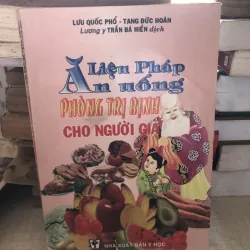 LƯU QUỐC PHỔ - TANG ĐỨC HOÃN
Lương y TRẦN BÁ HIỀN dịch
Liệu Pháp
Ăn uống
PHÒNG TRỊ BỆNH
CHO NGƯỜI GIÀ
NHÀ XUẤT BẢN Y HỌC